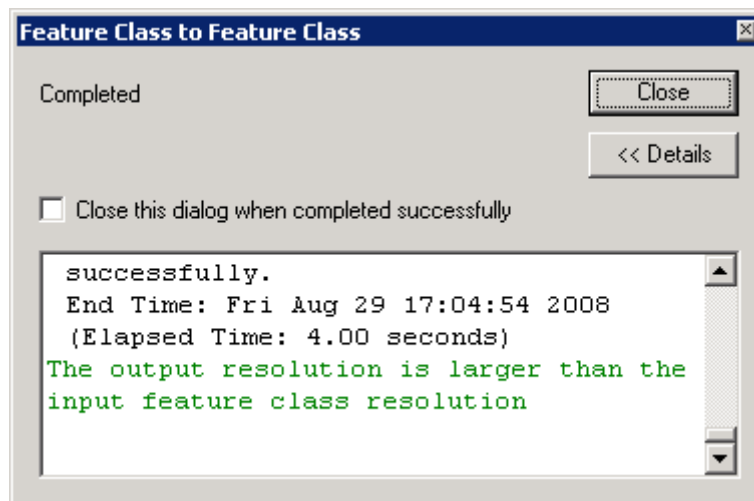 Feature Class to Feature Class
Completed
Close
<< Details
Close this dialog when completed successfully
successfully.
End Time: Fri Aug 29 17:04:54 2008
(Elapsed Time: 4.00 seconds)
The output resolution is larger than the
input feature class resolution